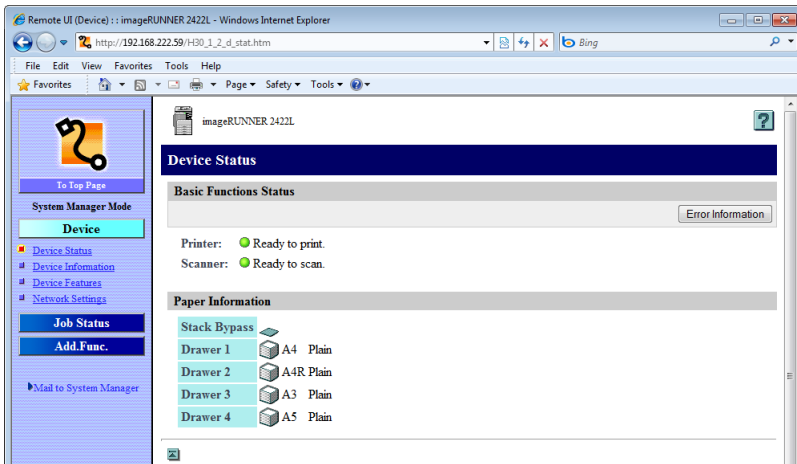 Remote UI (Device) : : imageRUNNER 2422L - Windows Internet Explorer
http://192.168.222.59/H30_1_2_d_stat.htm
Bing
File Edit View Favorites Tools Help
Favorites
Page Safety Tools
imageRUNNER 2422L
To Top Page
System Manager Mode
Device
Device Status
Device Information
Device Features
Network Settings
Job Status
Add.Func.
Mail to System Manager
Device Status
Basic Functions Status
Error Information
Printer: Ready to print.
Scanner: Ready to scan.
Paper Information
Stack Bypass
Drawer 1 A4 Plain
Drawer 2 A4R Plain
Drawer 3 A3 Plain
Drawer 4 A5 Plain